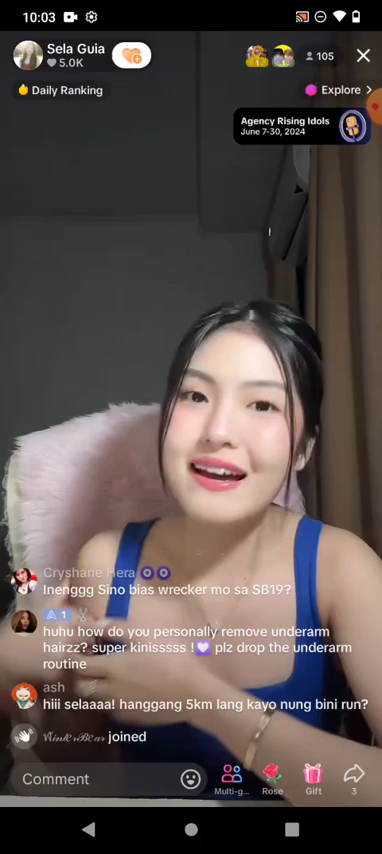 10:03
Sela Guia
5.0K
105
Daily Ranking
Explore
Agency Rising Idols
June 7-30, 2024
Cryshane Hera
Inenggg Sino bias wrecker mo sa SB19?
1
huhu how do you personally remove underarm
hairzz? super kinisssss !💜 plz drop the underarm
routine
ash
hiii selaaaa! hanggang 5km lang kayo nung bini run?
𝒲𝒾𝓃𝓉𝑒𝓇𝐵𝑒𝒶𝓇 joined
Comment
Multi-g...
Rose
Gift
3